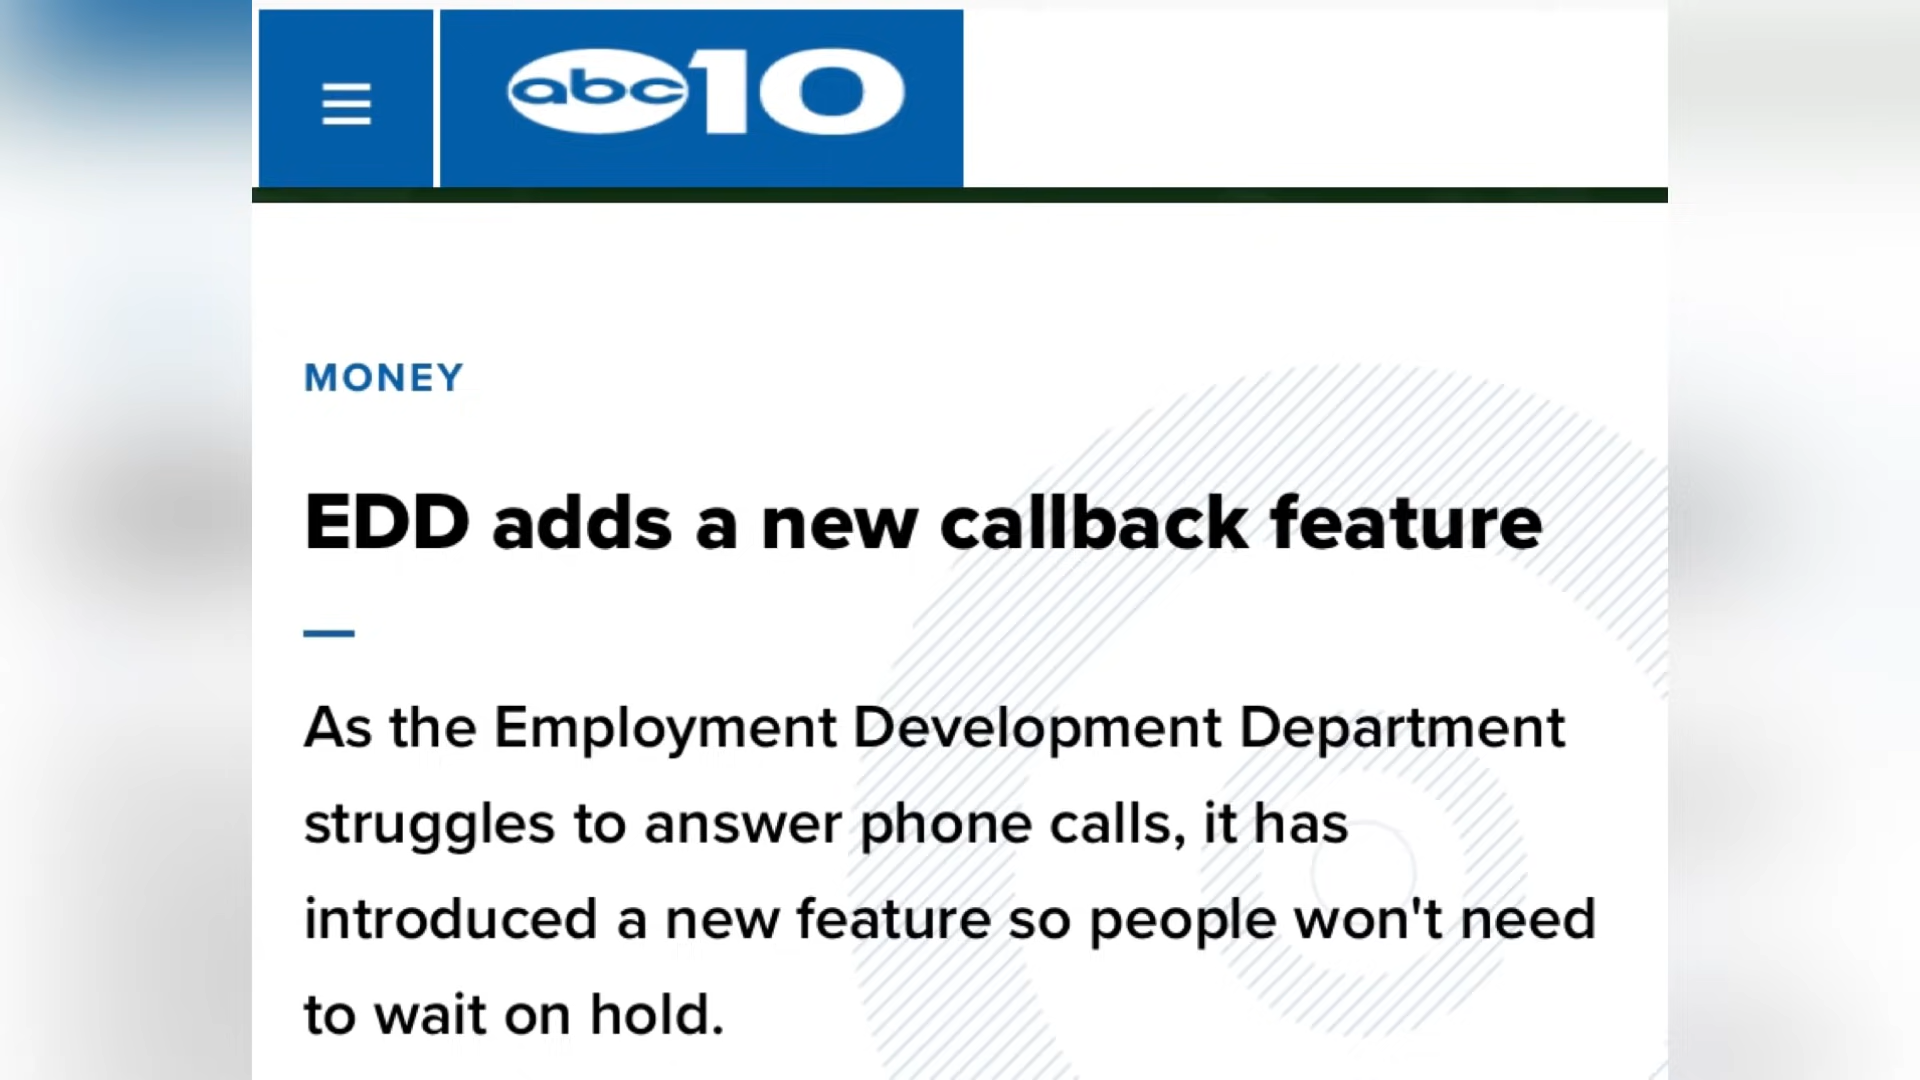 abc10
MONEY
EDD adds a new callback feature
As the Employment Development Department
struggles to answer phone calls, it has
introduced a new feature so people won't need
to wait on hold.